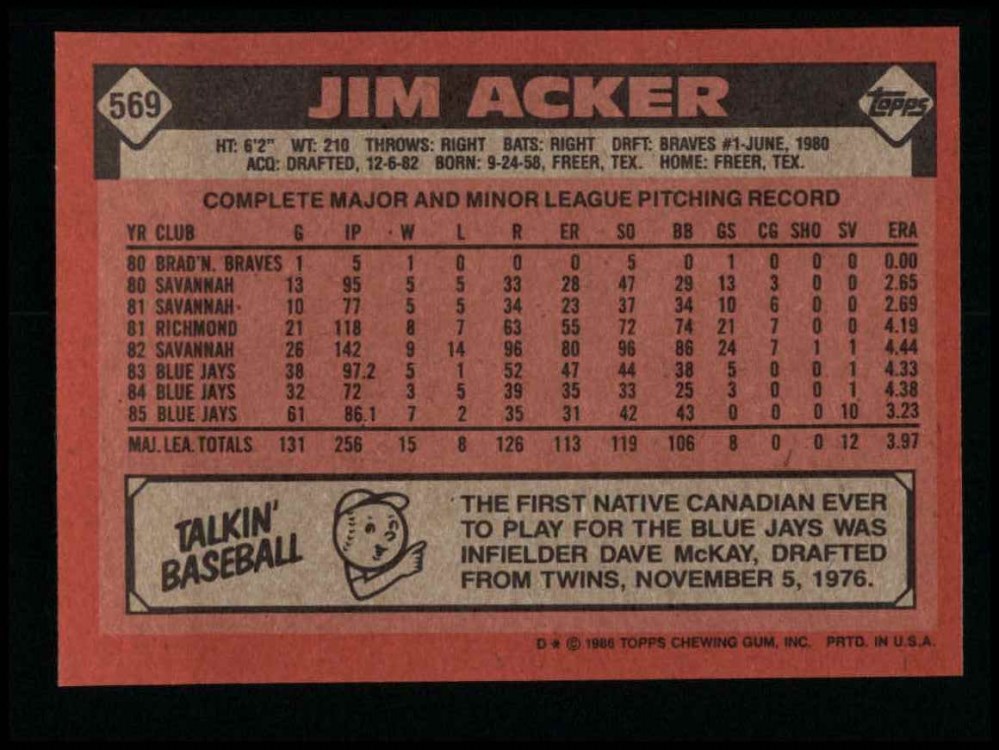 569
JIM ACKER
topps
HT: 6'2" WT: 210 THROWS: RIGHT BATS: RIGHT DRFT: BRAVES #1-JUNE, 1980
ACQ: DRAFTED, 12-6-82 BORN: 9-24-58, FREER, TEX. HOME: FREER, TEX.
COMPLETE MAJOR AND MINOR LEAGUE PITCHING RECORD
YR CLUB G IP W L R ER SO BB GS CG SHO SV ERA
80 BRAD'N. BRAVES 1 5 1 0 0 0 5 0 1 0 0 0 0.00
80 SAVANNAH 13 95 5 5 33 28 47 29 13 3 0 0 2.65
81 SAVANNAH 10 77 5 5 34 23 37 34 10 6 0 0 2.69
81 RICHMOND 21 118 8 7 63 55 72 74 21 7 0 0 4.19
82 SAVANNAH 26 142 9 14 96 80 96 86 24 7 1 1 4.44
83 BLUE JAYS 38 97.2 5 1 52 47 44 38 5 0 0 1 4.33
84 BLUE JAYS 32 72 3 5 39 35 33 25 3 0 0 1 4.38
85 BLUE JAYS 61 86.1 7 2 35 31 42 43 0 0 0 10 3.23
MAJ. LEA. TOTALS 131 256 15 8 126 113 119 106 8 0 0 12 3.97
TALKIN'
BASEBALL
THE FIRST NATIVE CANADIAN EVER
TO PLAY FOR THE BLUE JAYS WAS
INFIELDER DAVE McKAY, DRAFTED
FROM TWINS, NOVEMBER 5, 1976.
D * © 1986 TOPPS CHEWING GUM, INC. PRTD. IN U.S.A.